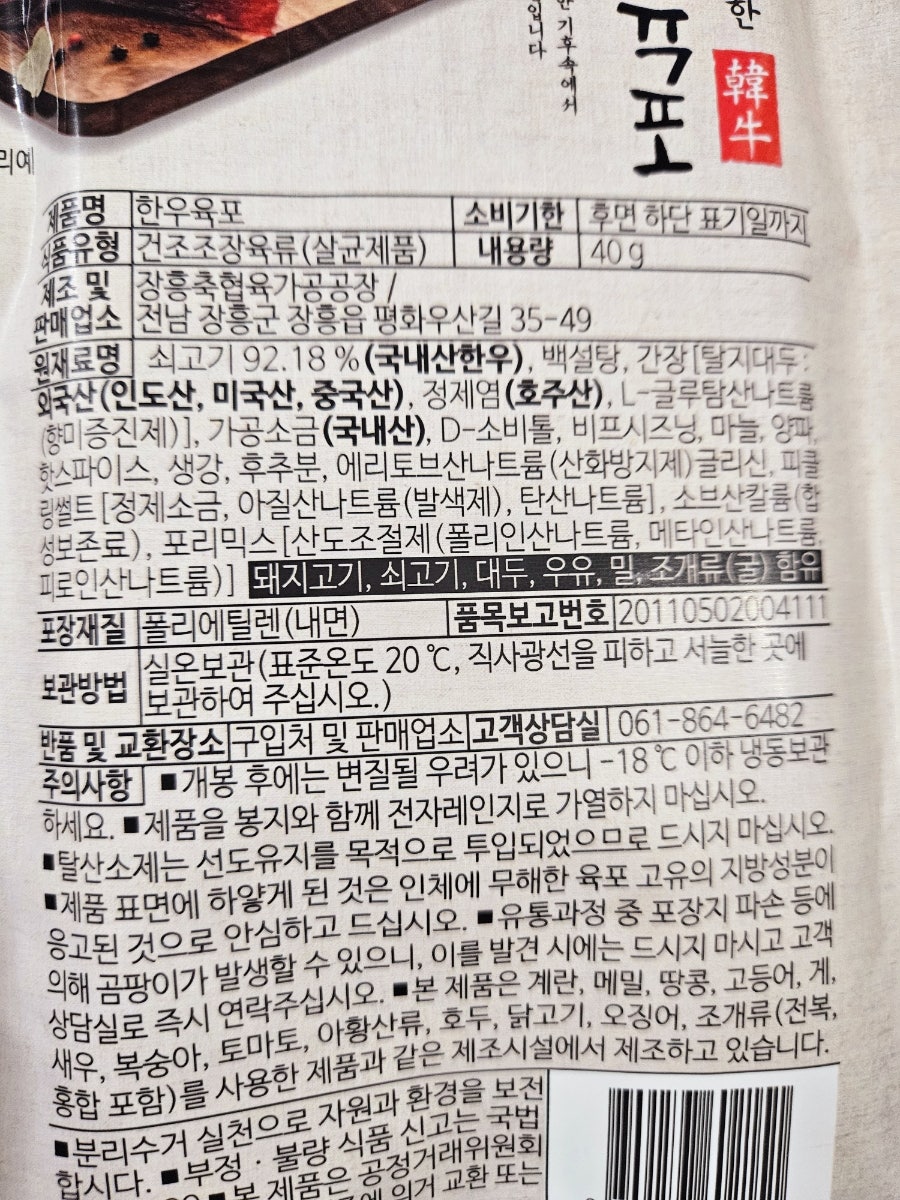 한
육포
韓牛
기후속에서
입니다
리예
제품명 한우육포 소비기한 후면 하단 표기일까지
식품유형 건조조장육류(살균제품) 내용량 40g
제조 및 장흥축협육가공공장 /
판매업소 전남 장흥군 장흥읍 평화우산길 35-49
원재료명 쇠고기 92.18%(국내산한우), 백설탕, 간장[탈지대두:
외국산(인도산, 미국산, 중국산), 정제염(호주산), L-글루탐산나트륨
(향미증진제)], 가공소금(국내산), D-소비톨, 비프시즈닝, 마늘, 양파,
핫스파이스, 생강, 후추분, 에리토브산나트륨(산화방지제)글리신, 피클
링썰트[정제소금, 아질산나트륨(발색제), 탄산나트륨], 소브산칼륨(합
성보존료), 포리믹스[산도조절제(폴리인산나트륨, 메타인산나트륨,
피로인산나트륨)] 돼지고기, 쇠고기, 대두, 우유, 밀, 조개류(굴) 함유
포장재질 폴리에틸렌(내면) 품목보고번호 20110502004111
보관방법 실온보관(표준온도 20℃, 직사광선을 피하고 서늘한 곳에
보관하여 주십시오.)
반품 및 교환장소 구입처 및 판매업소 고객상담실 061-864-6482
주의사항 ■개봉 후에는 변질될 우려가 있으니 -18℃ 이하 냉동보관
하세요. ■제품을 봉지와 함께 전자레인지로 가열하지 마십시오.
■탈산소제는 선도유지를 목적으로 투입되었으므로 드시지 마십시오.
■제품 표면에 하얗게 된 것은 인체에 무해한 육포 고유의 지방성분이
응고된 것으로 안심하고 드십시오. ■유통과정 중 포장지 파손 등에
의해 곰팡이가 발생할 수 있으니, 이를 발견 시에는 드시지 마시고 고객
상담실로 즉시 연락주십시오. ■본 제품은 계란, 메밀, 땅콩, 고등어, 게,
새우, 복숭아, 토마토, 아황산류, 호두, 닭고기, 오징어, 조개류(전복,
홍합 포함)를 사용한 제품과 같은 제조시설에서 제조하고 있습니다.
■분리수거 실천으로 자원과 환경을 보전
합시다. ■부정·불량 식품 신고는 국법
■본 제품은 공정거래위원회
의거 교환 또는